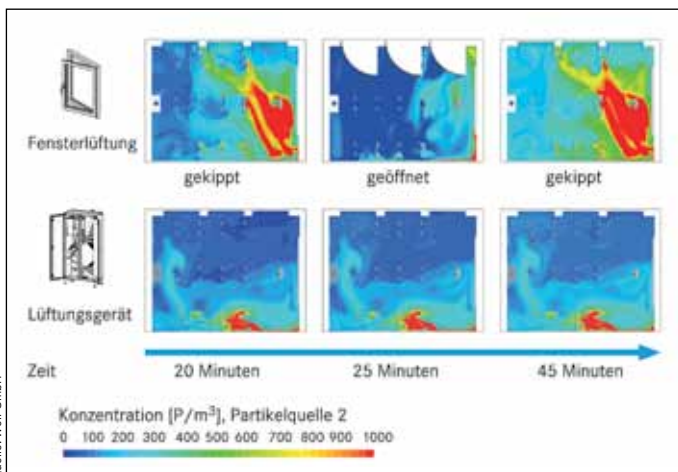 Fensterlüftung
gekippt
geöffnet
gekippt
Lüftungsgerät
Zeit
20 Minuten
25 Minuten
45 Minuten
Konzentration [P/m³], Partikelquelle 2
0 100 200 300 400 500 600 700 800 900 1000
GmbH